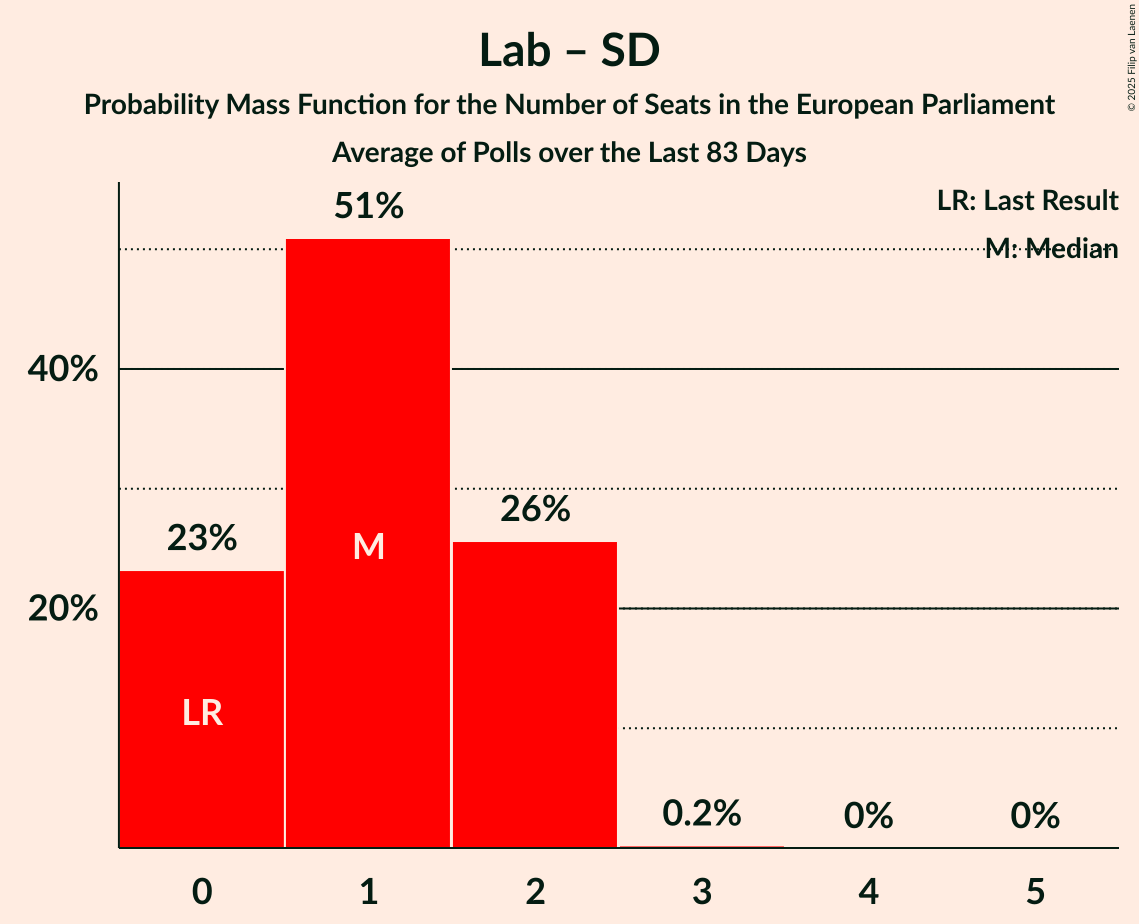 Lab – SD
Probability Mass Function for the Number of Seats in the European Parliament
Average of Polls over the Last 83 Days
© 2025 Filip van Laenen
LR: Last Result
M: Median
51%
40%
26%
23%
M
20%
LR
0.2%
0%
0%
0 1 2 3 4 5